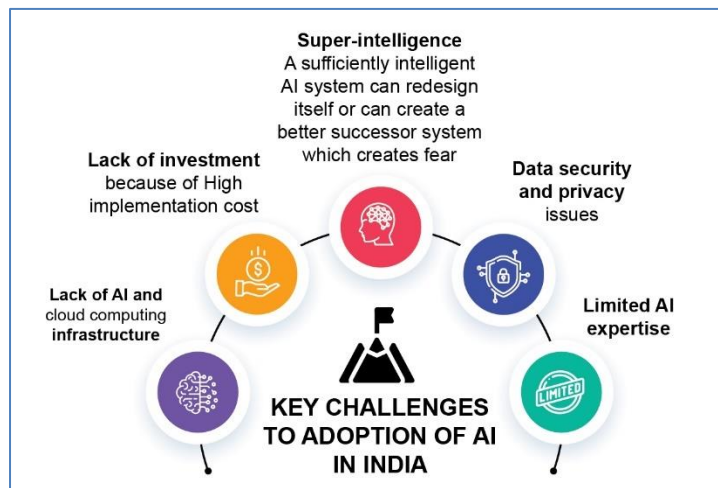 Super-intelligence
A sufficiently intelligent
AI system can redesign
itself or can create a
better successor system
which creates fear
Lack of investment
because of High
implementation cost
Data security
and privacy
issues
Lack of AI and
cloud computing
infrastructure
Limited AI
expertise
LIMITED
KEY CHALLENGES
TO ADOPTION OF AI
IN INDIA